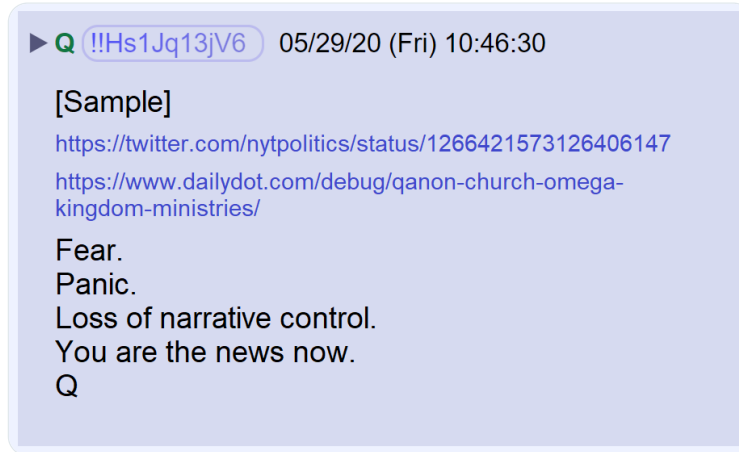 Q !!Hs1Jq13jV6 05/29/20 (Fri) 10:46:30
[Sample]
https://twitter.com/nytpolitics/status/1266421573126406147
https://www.dailydot.com/debug/qanon-church-omega-
kingdom-ministries/
Fear.
Panic.
Loss of narrative control.
You are the news now.
Q